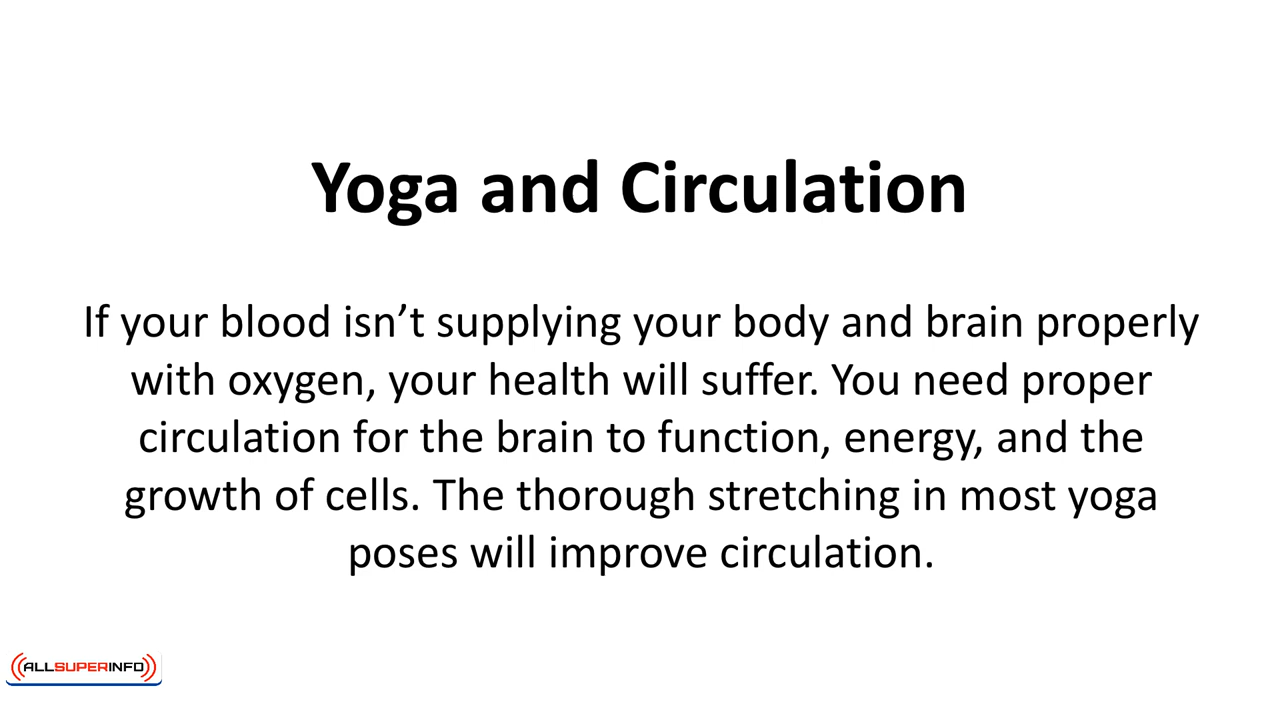 Yoga and Circulation
If your blood isn’t supplying your body and brain properly
with oxygen, your health will suffer. You need proper
circulation for the brain to function, energy, and the
growth of cells. The thorough stretching in most yoga
poses will improve circulation.
ALLSUPERINFO